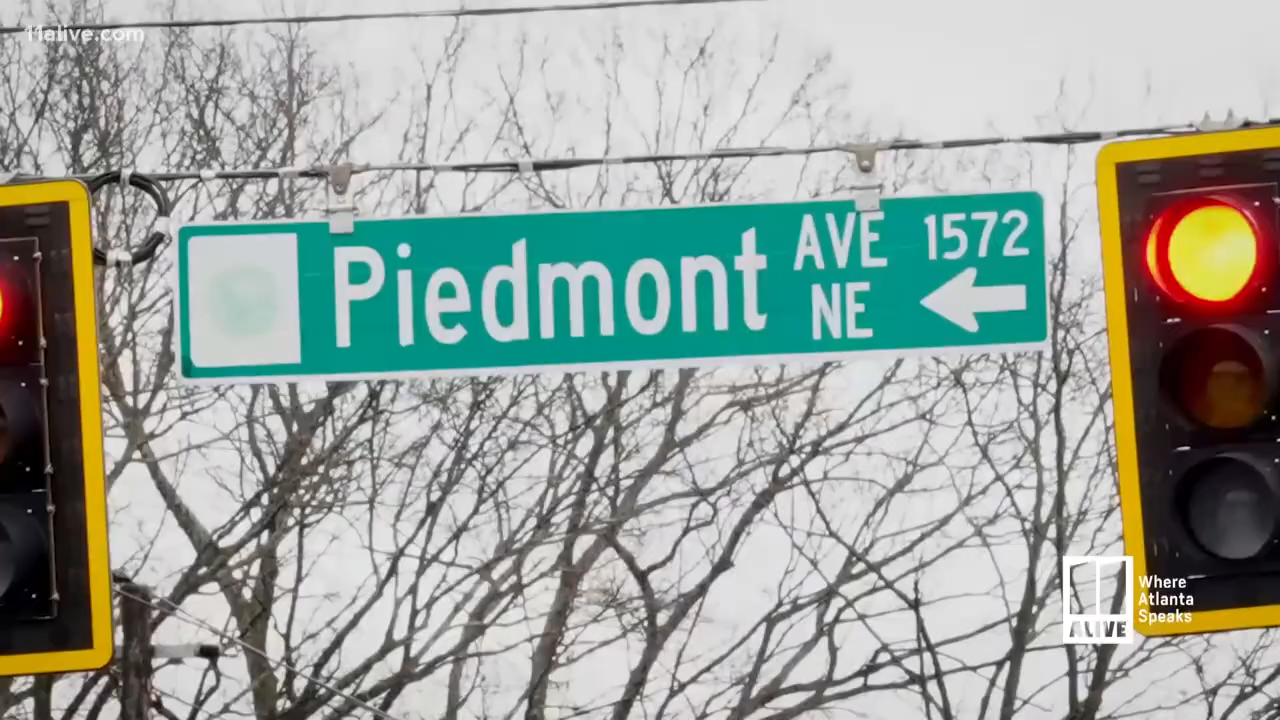 11alive.com
Piedmont AVE NE 1572
11 ALIVE
Where
Atlanta
Speaks